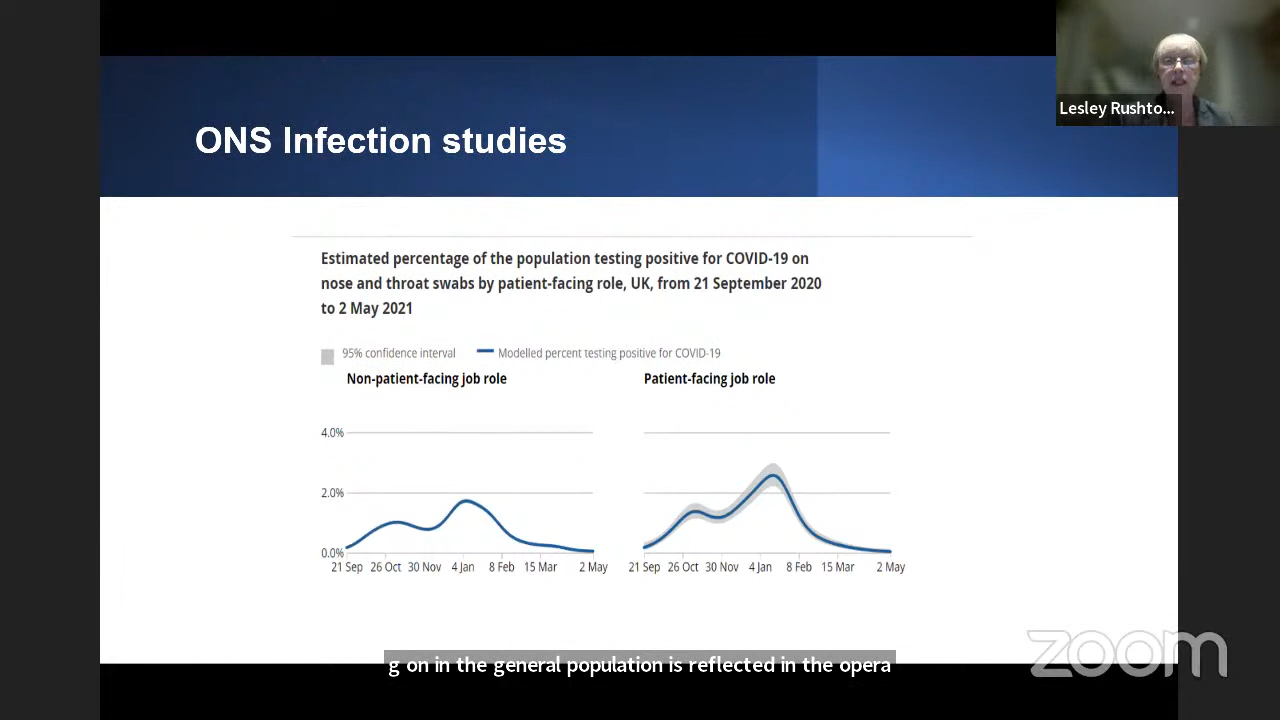 Lesley Rushto...
ONS Infection studies
Estimated percentage of the population testing positive for COVID-19 on
nose and throat swabs by patient-facing role, UK, from 21 September 2020
to 2 May 2021
95% confidence interval
Modelled percent testing positive for COVID-19
Non-patient-facing job role
Patient-facing job role
4.0%
2.0%
0.0%
21 Sep 26 Oct 30 Nov 4 Jan 8 Feb 15 Mar 2 May
21 Sep 26 Oct 30 Nov 4 Jan 8 Feb 15 Mar 2 May
zoom
g on in the general population is reflected in the opera